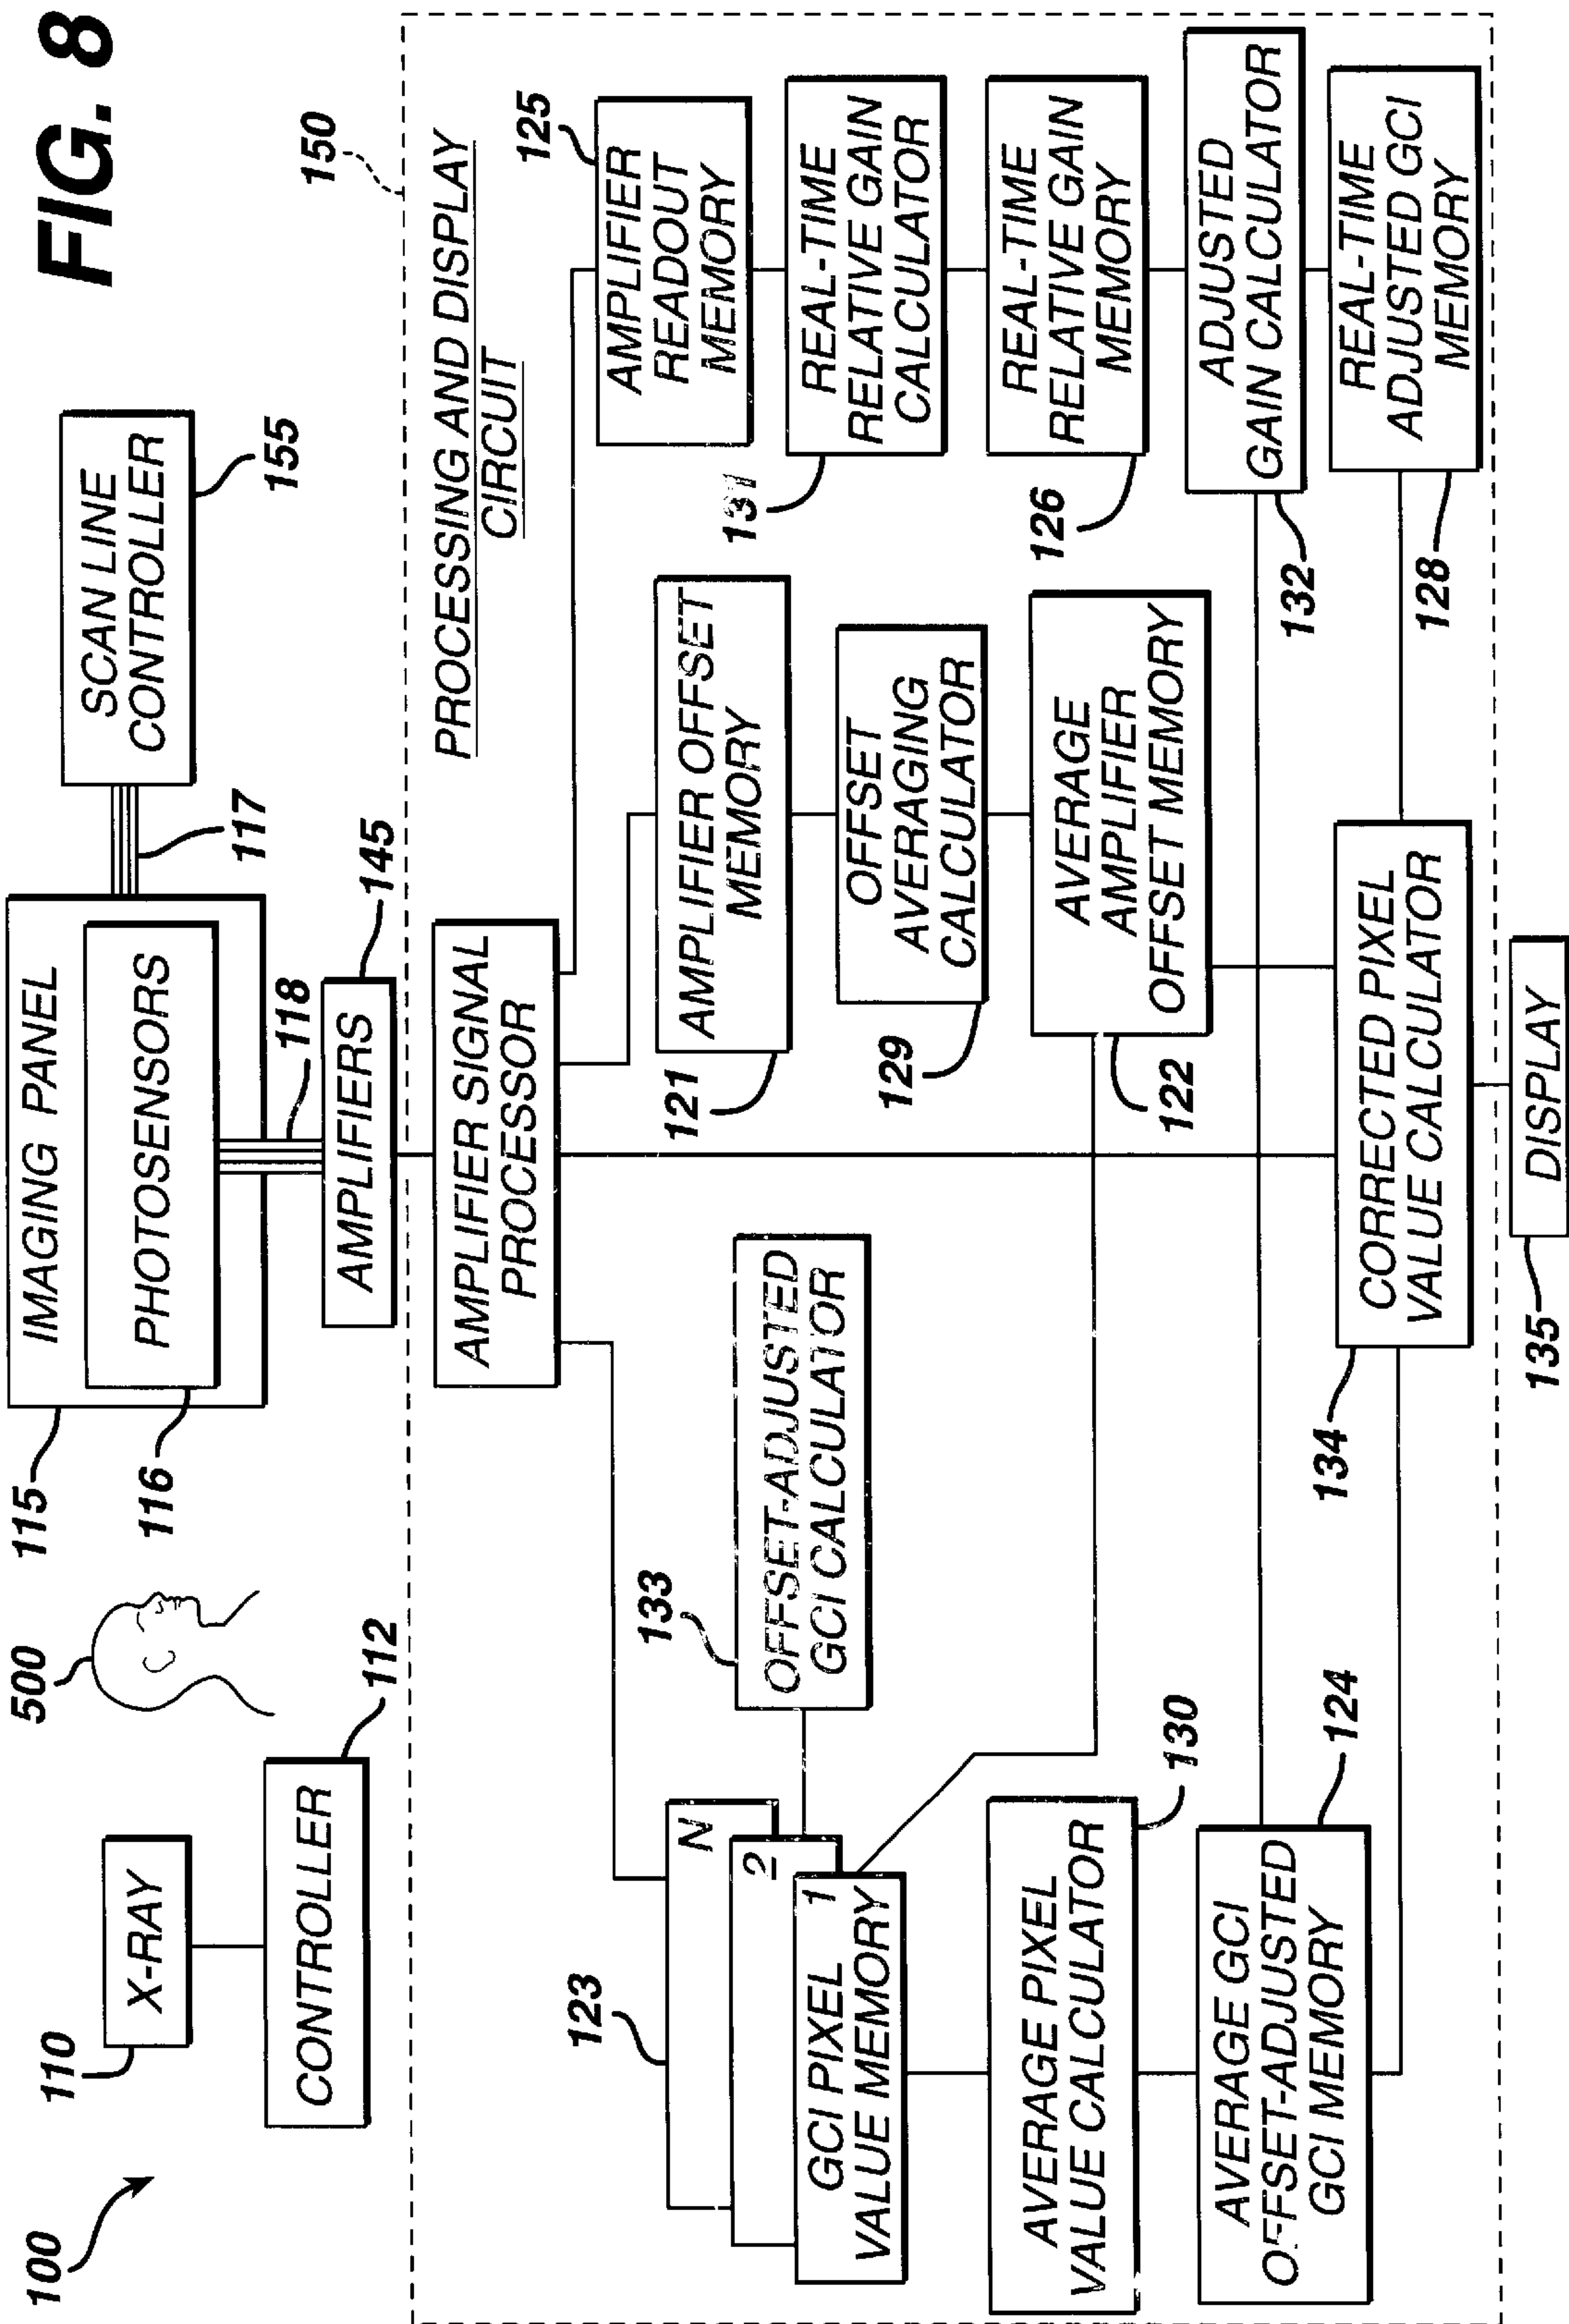 FIG. 8
100
110
X-RAY
CONTROLLER
112
500
115
IMAGING PANEL
116
PHOTOSENSORS
118
117
SCAN LINE
CONTROLLER
155
AMPLIFIERS
145
150
PROCESSING AND DISPLAY
CIRCUIT
AMPLIFIER SIGNAL
PROCESSOR
123
N
2
1
GCI PIXEL
VALUE MEMORY
133
OFFSET-ADJUSTED
GCI CALCULATOR
121
AMPLIFIER OFFSET
MEMORY
125
AMPLIFIER
READOUT
MEMORY
131
REAL-TIME
RELATIVE GAIN
CALCULATOR
129
OFFSET
AVERAGING
CALCULATOR
130
AVERAGE PIXEL
VALUE CALCULATOR
122
AVERAGE
AMPLIFIER
OFFSET MEMORY
126
REAL-TIME
RELATIVE GAIN
MEMORY
124
AVERAGE GCI
OFFSET-ADJUSTED
GCI MEMORY
132
ADJUSTED
GAIN CALCULATOR
134
CORRECTED PIXEL
VALUE CALCULATOR
128
REAL-TIME
ADJUSTED GCI
MEMORY
135
DISPLAY